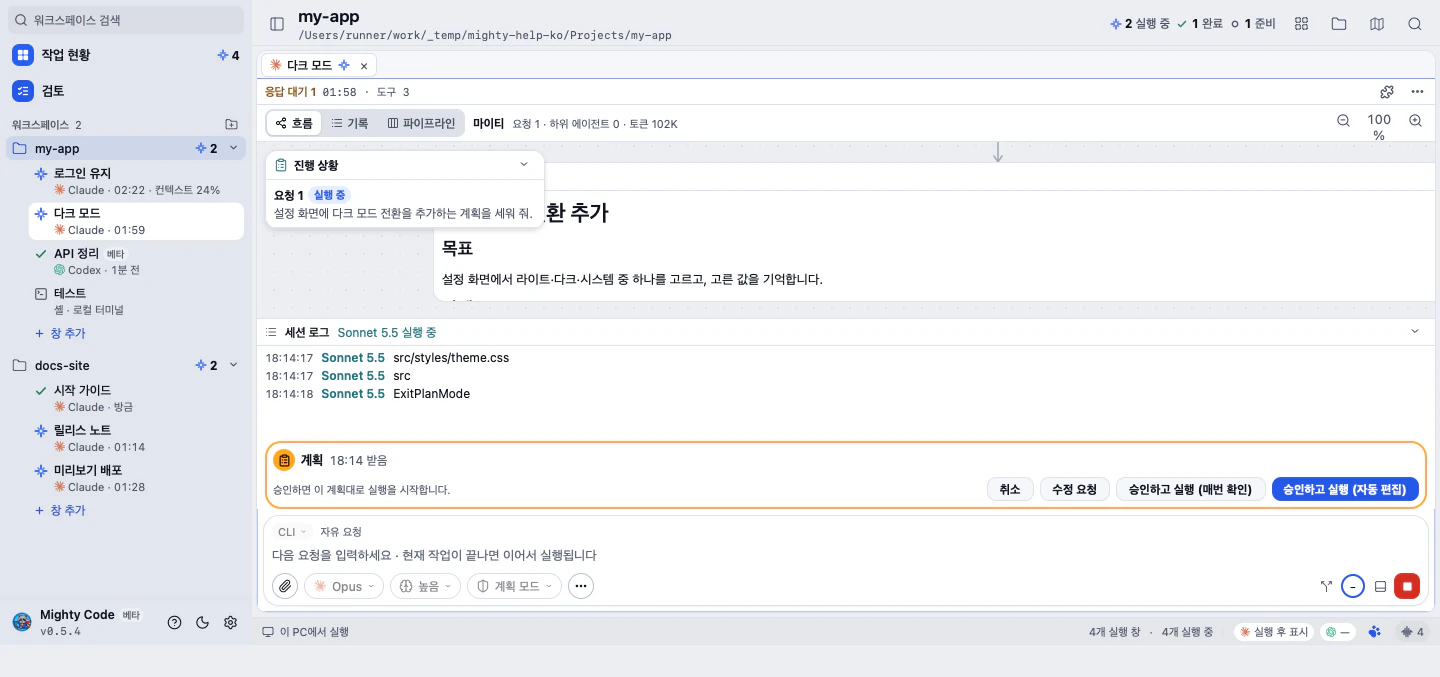 워크스페이스 검색
작업 현황 4
검토
워크스페이스 2
my-app 2
로그인 유지
Claude · 02:22 · 컨텍스트 24%
다크 모드
Claude · 01:59
API 정리 베타
Codex · 1분 전
테스트
셸 · 로컬 터미널
+ 창 추가
docs-site 2
시작 가이드
Claude · 방금
릴리스 노트
Claude · 01:14
미리보기 배포
Claude · 01:28
+ 창 추가
Mighty Code 베타
v0.5.4
my-app
/Users/runner/work/_temp/mighty-help-ko/Projects/my-app
2 실행 중 1 완료 1 준비
다크 모드
응답 대기 1 01:58 · 도구 3
흐름 기록 파이프라인 마이티 요청 1 · 하위 에이전트 0 · 토큰 102K
100 %
진행 상황
요청 1 실행 중
설정 화면에 다크 모드 전환을 추가하는 계획을 세워 줘.
환 추가
목표
설정 화면에서 라이트·다크·시스템 중 하나를 고르고, 고른 값을 기억합니다.
세션 로그 Sonnet 5.5 실행 중
18:14:17 Sonnet 5.5 src/styles/theme.css
18:14:17 Sonnet 5.5 src
18:14:18 Sonnet 5.5 ExitPlanMode
계획 18:14 받음
승인하면 이 계획대로 실행을 시작합니다.
취소 수정 요청 승인하고 실행 (매번 확인) 승인하고 실행 (자동 편집)
CLI 자유 요청
다음 요청을 입력하세요 · 현재 작업이 끝나면 이어서 실행됩니다
Opus 높음 계획 모드
이 PC에서 실행
4개 실행 창 · 4개 실행 중 실행 후 표시 — 4